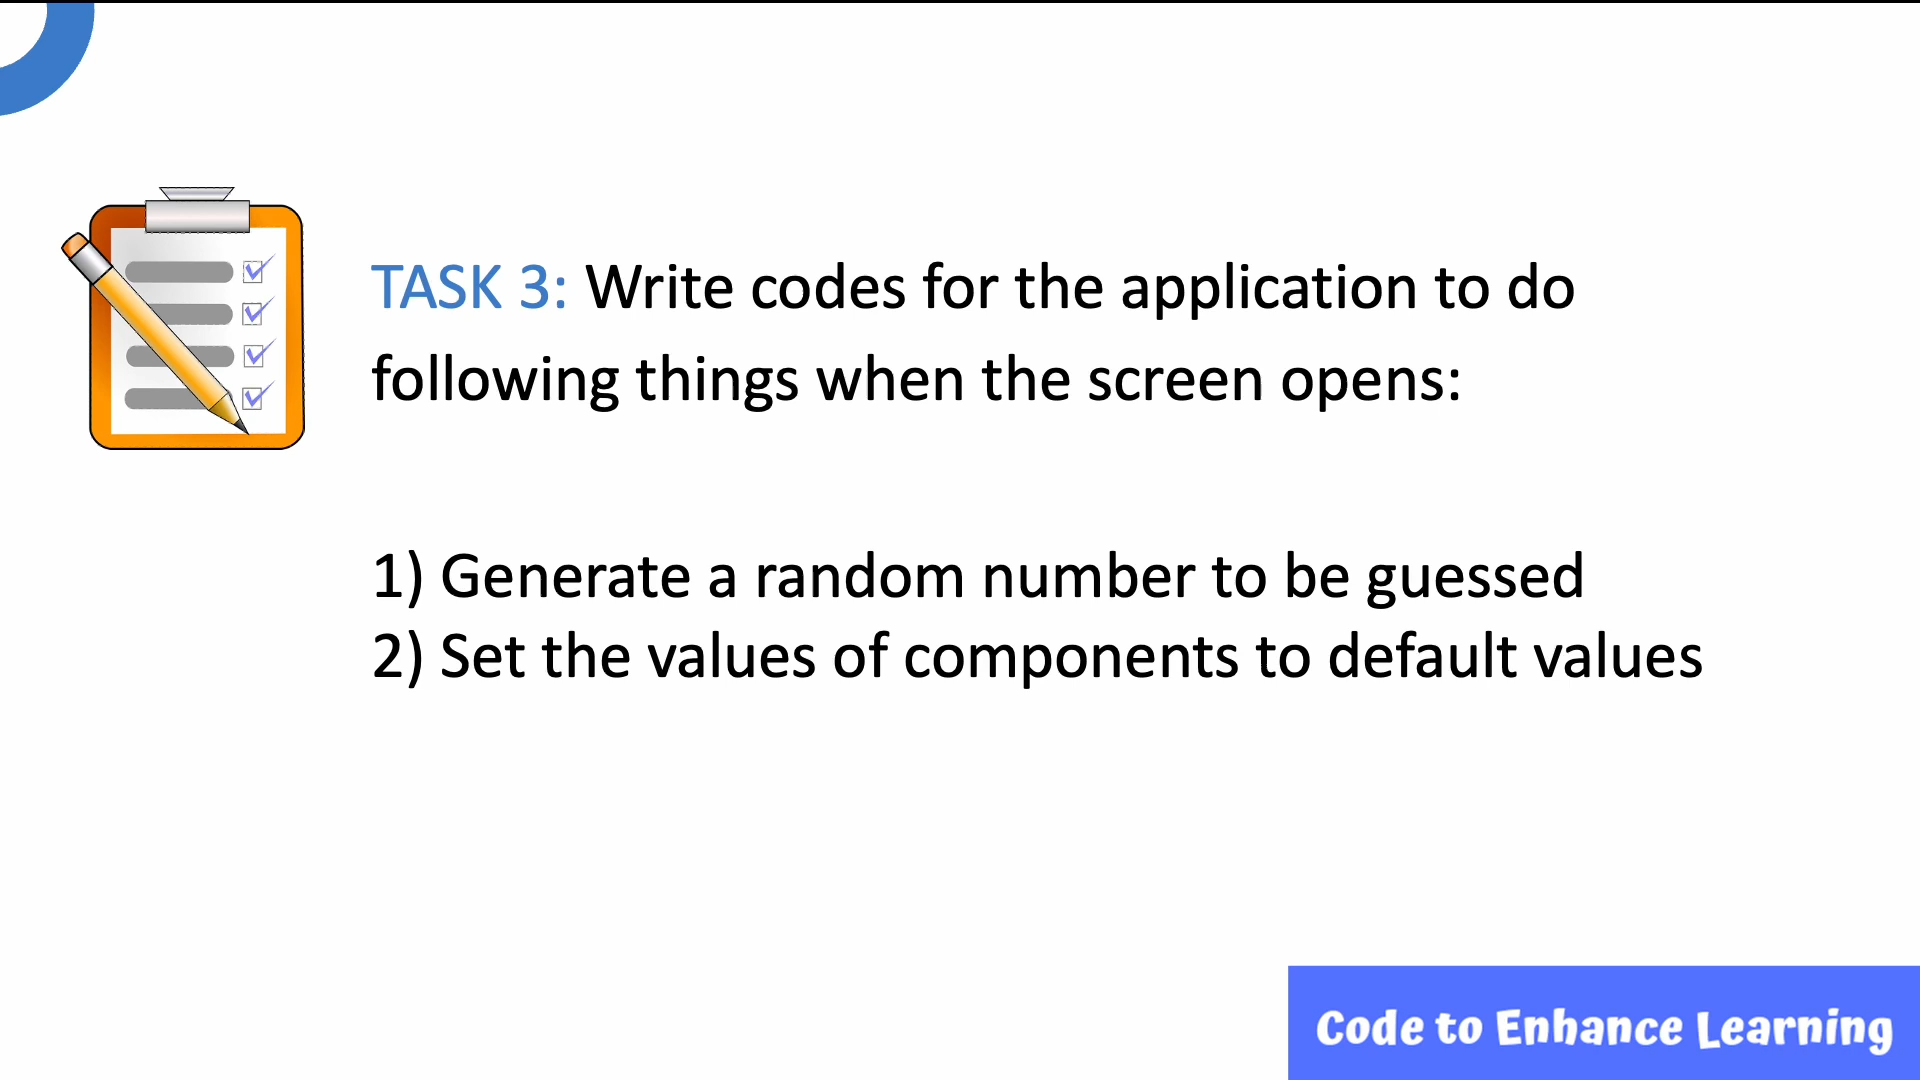 TASK 3: Write codes for the application to do
following things when the screen opens:
1) Generate a random number to be guessed
2) Set the values of components to default values
Code to Enhance Learning